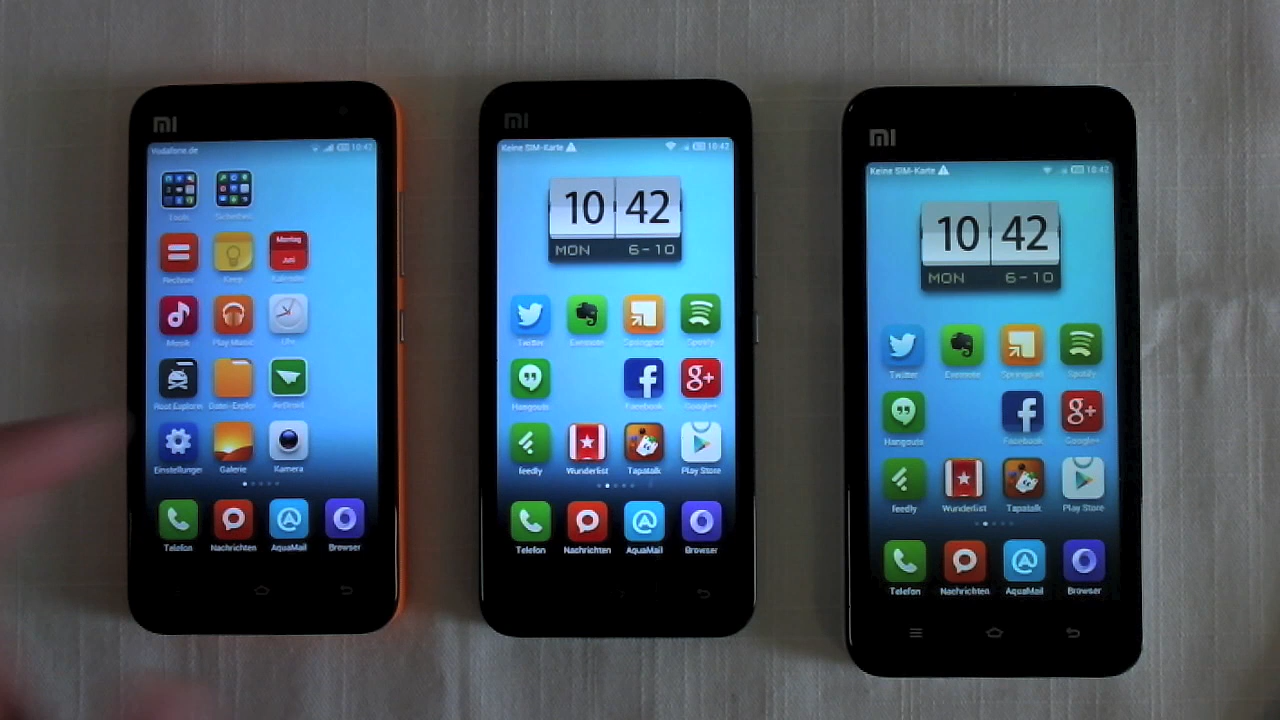 MI
Vodafone.de 10:42
Tools Sicherheit
Montag
Juni
Rechner Keep Kalender
Musik Play Music Uhr
Root Explorer Datei-Explor AirDroid
Einstellunge Galerie Kamera
Telefon Nachrichten AquaMail Browser
MI
Keine SIM-Karte 10:42
10 42
MON 6-10
Twitter Evernote Springpad Spotify
Hangouts Facebook Google+
feedly Wunderlist Tapatalk Play Store
Telefon Nachrichten AquaMail Browser
MI
Keine SIM-Karte 10:42
10 42
MON 6-10
Twitter Evernote Springpad Spotify
Hangouts Facebook Google+
feedly Wunderlist Tapatalk Play Store
Telefon Nachrichten AquaMail Browser